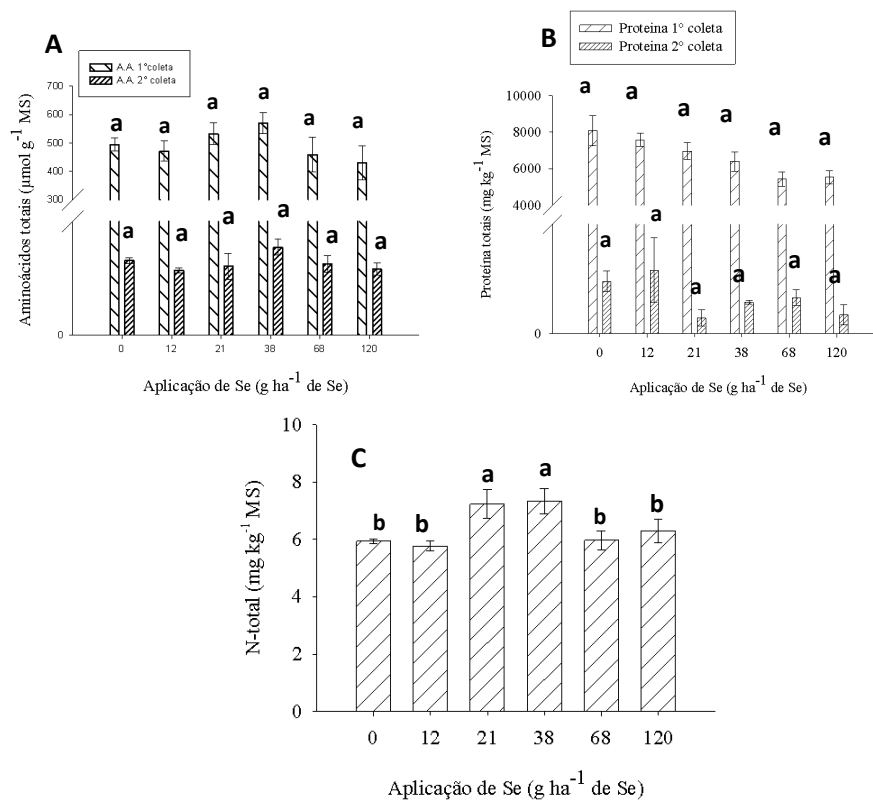 A
A.A. 1°coleta
A.A. 2° coleta
Aminoácidos totais (µmol g-1 MS)
700
600
500
400
300
0
a a a a a a
a a a a a a
0 12 21 38 68 120
Aplicação de Se (g ha-1 de Se)
B
Proteina 1° coleta
Proteina 2° coleta
Proteina totais (mg kg-1 MS)
10000
8000
6000
4000
0
a a a a a a
a a a a a a
0 12 21 38 68 120
Aplicação de Se (g ha-1 de Se)
C
N-total (mg kg-1 MS)
10
8
6
4
2
0
b b a a b b
0 12 21 38 68 120
Aplicação de Se (g ha-1 de Se)